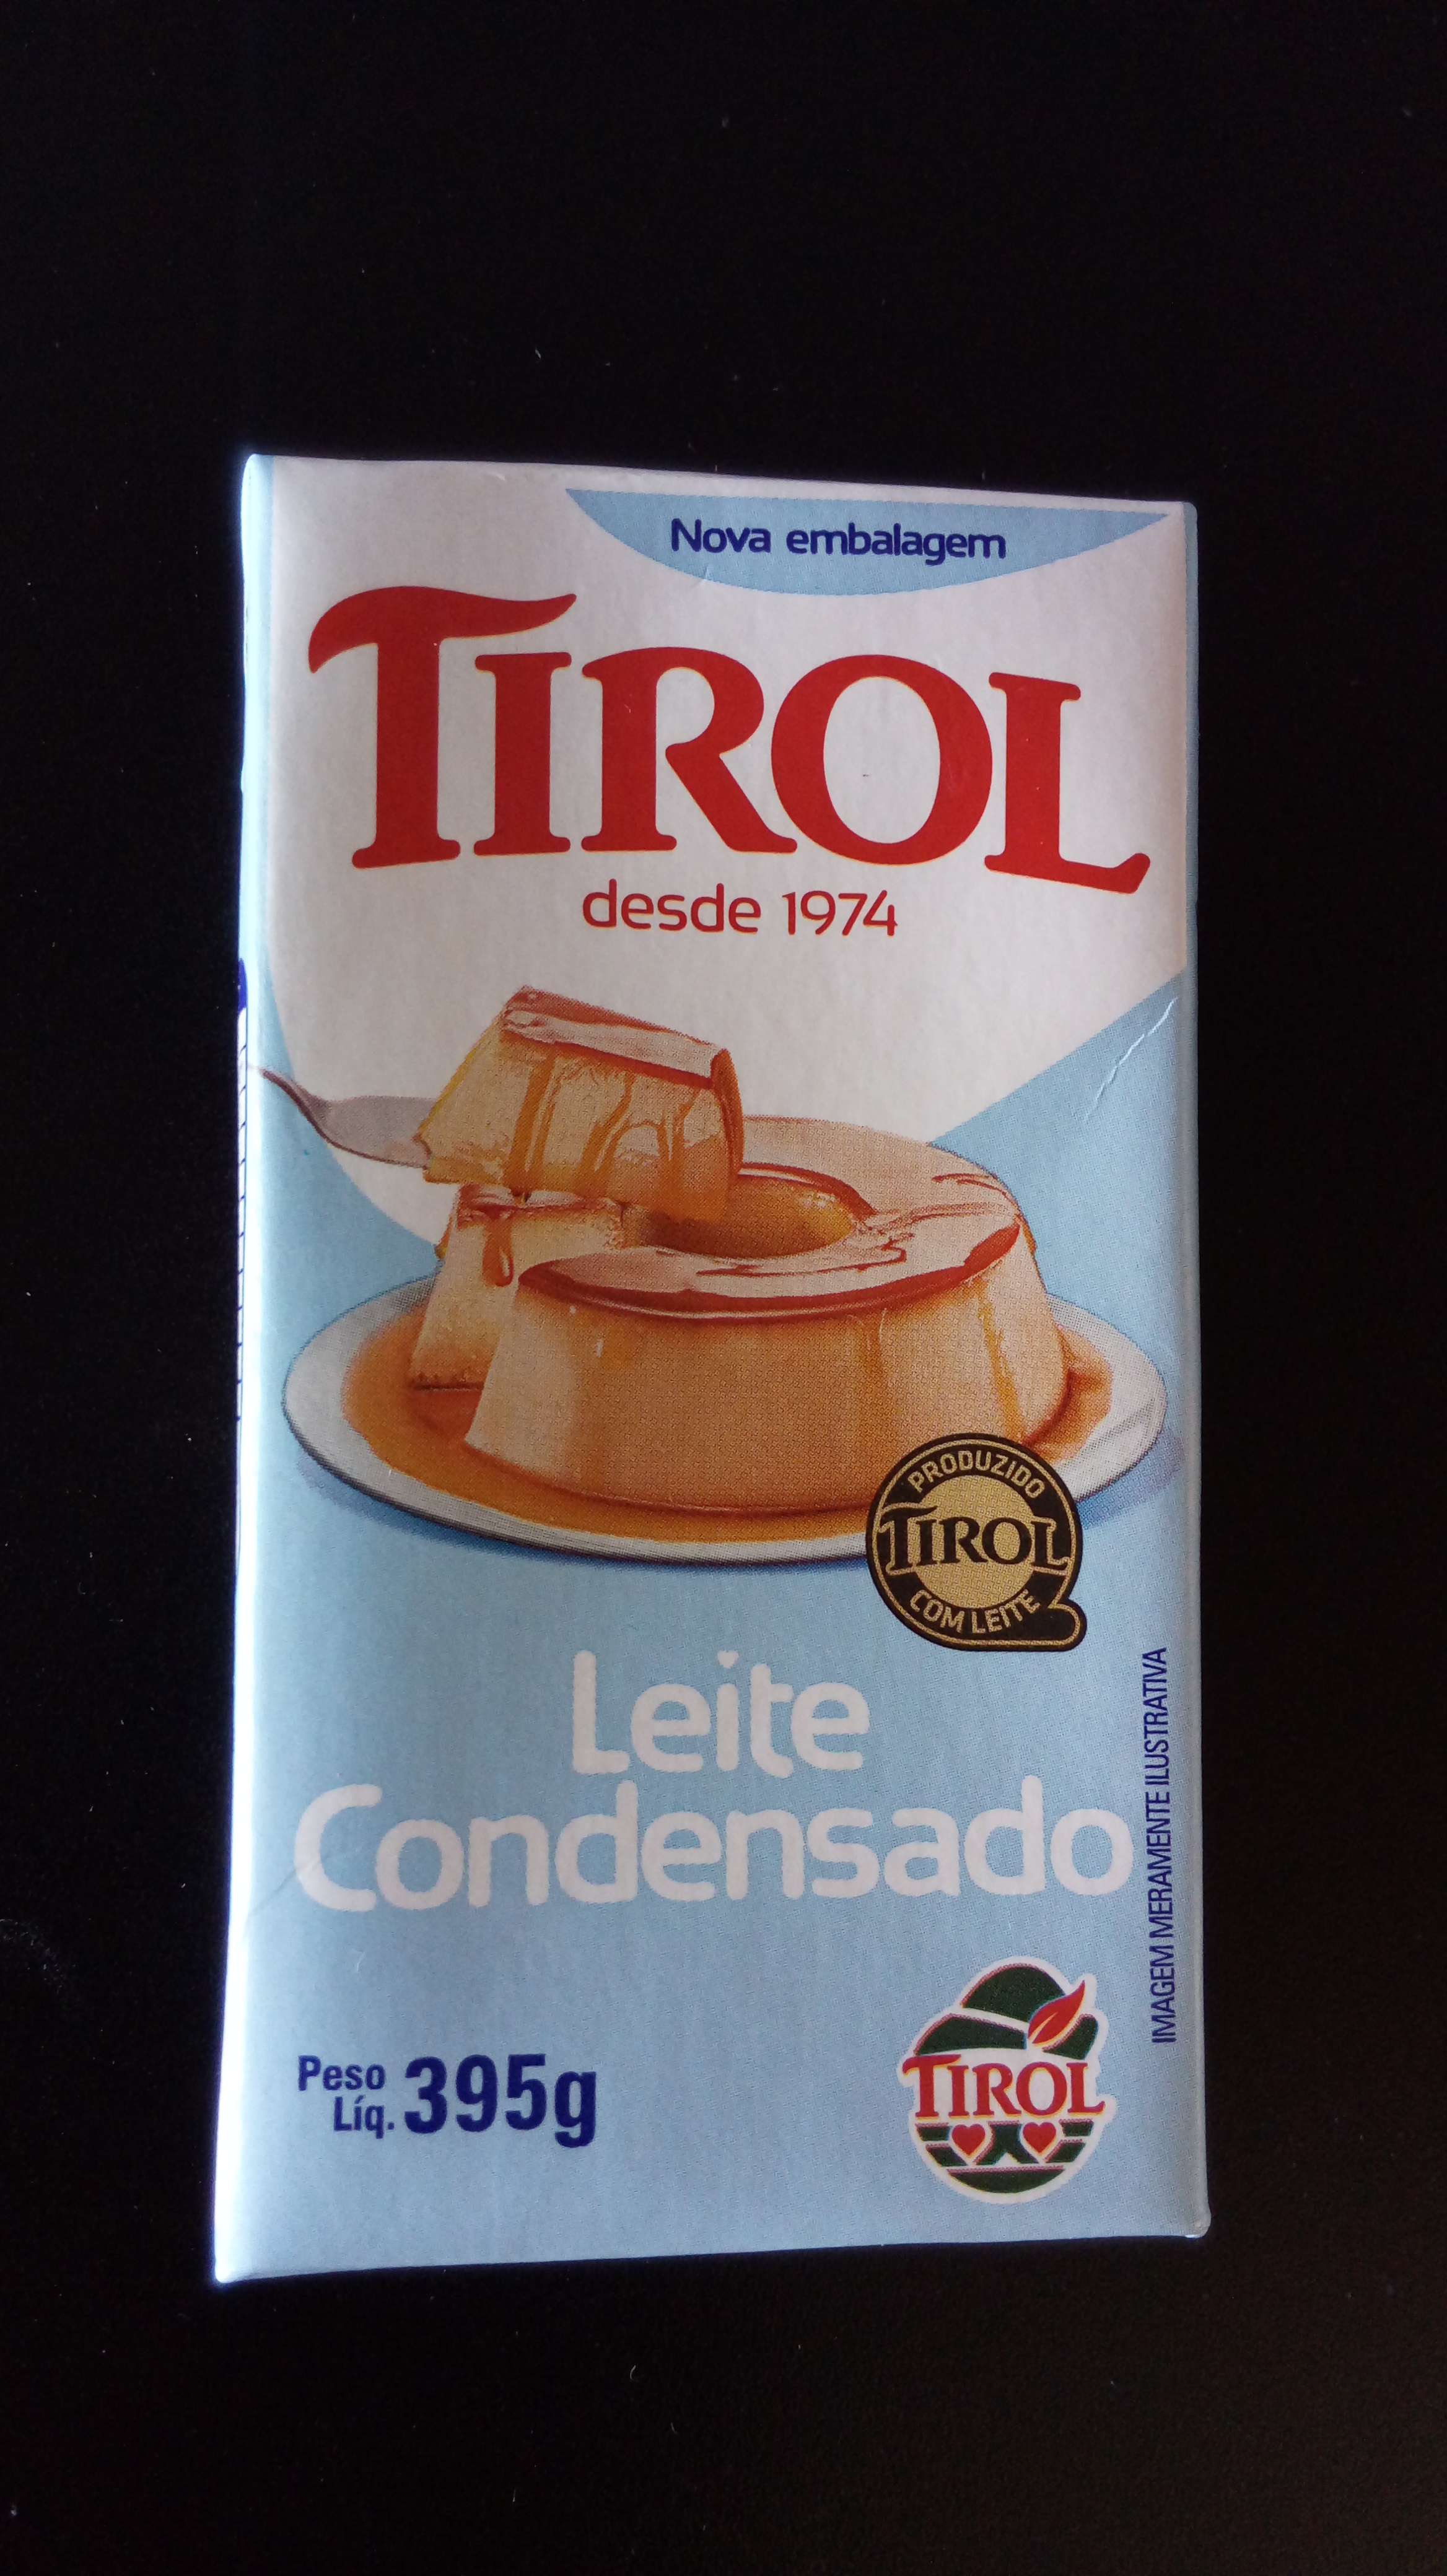 Nova embalagem
TIROL
desde 1974
PRODUZIDO
TIROL
COM LEITE
Leite
Condensado
IMAGEM MERAMENTE ILUSTRATIVA
Peso
Líq. 395g
TIROL